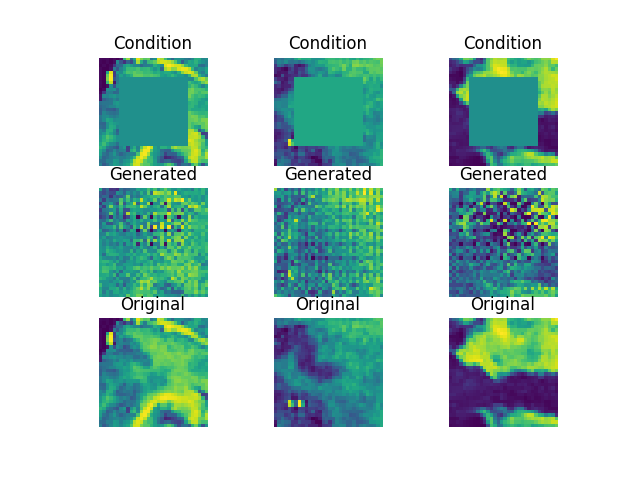 Condition Condition Condition
Generated Generated Generated
Original Original Original